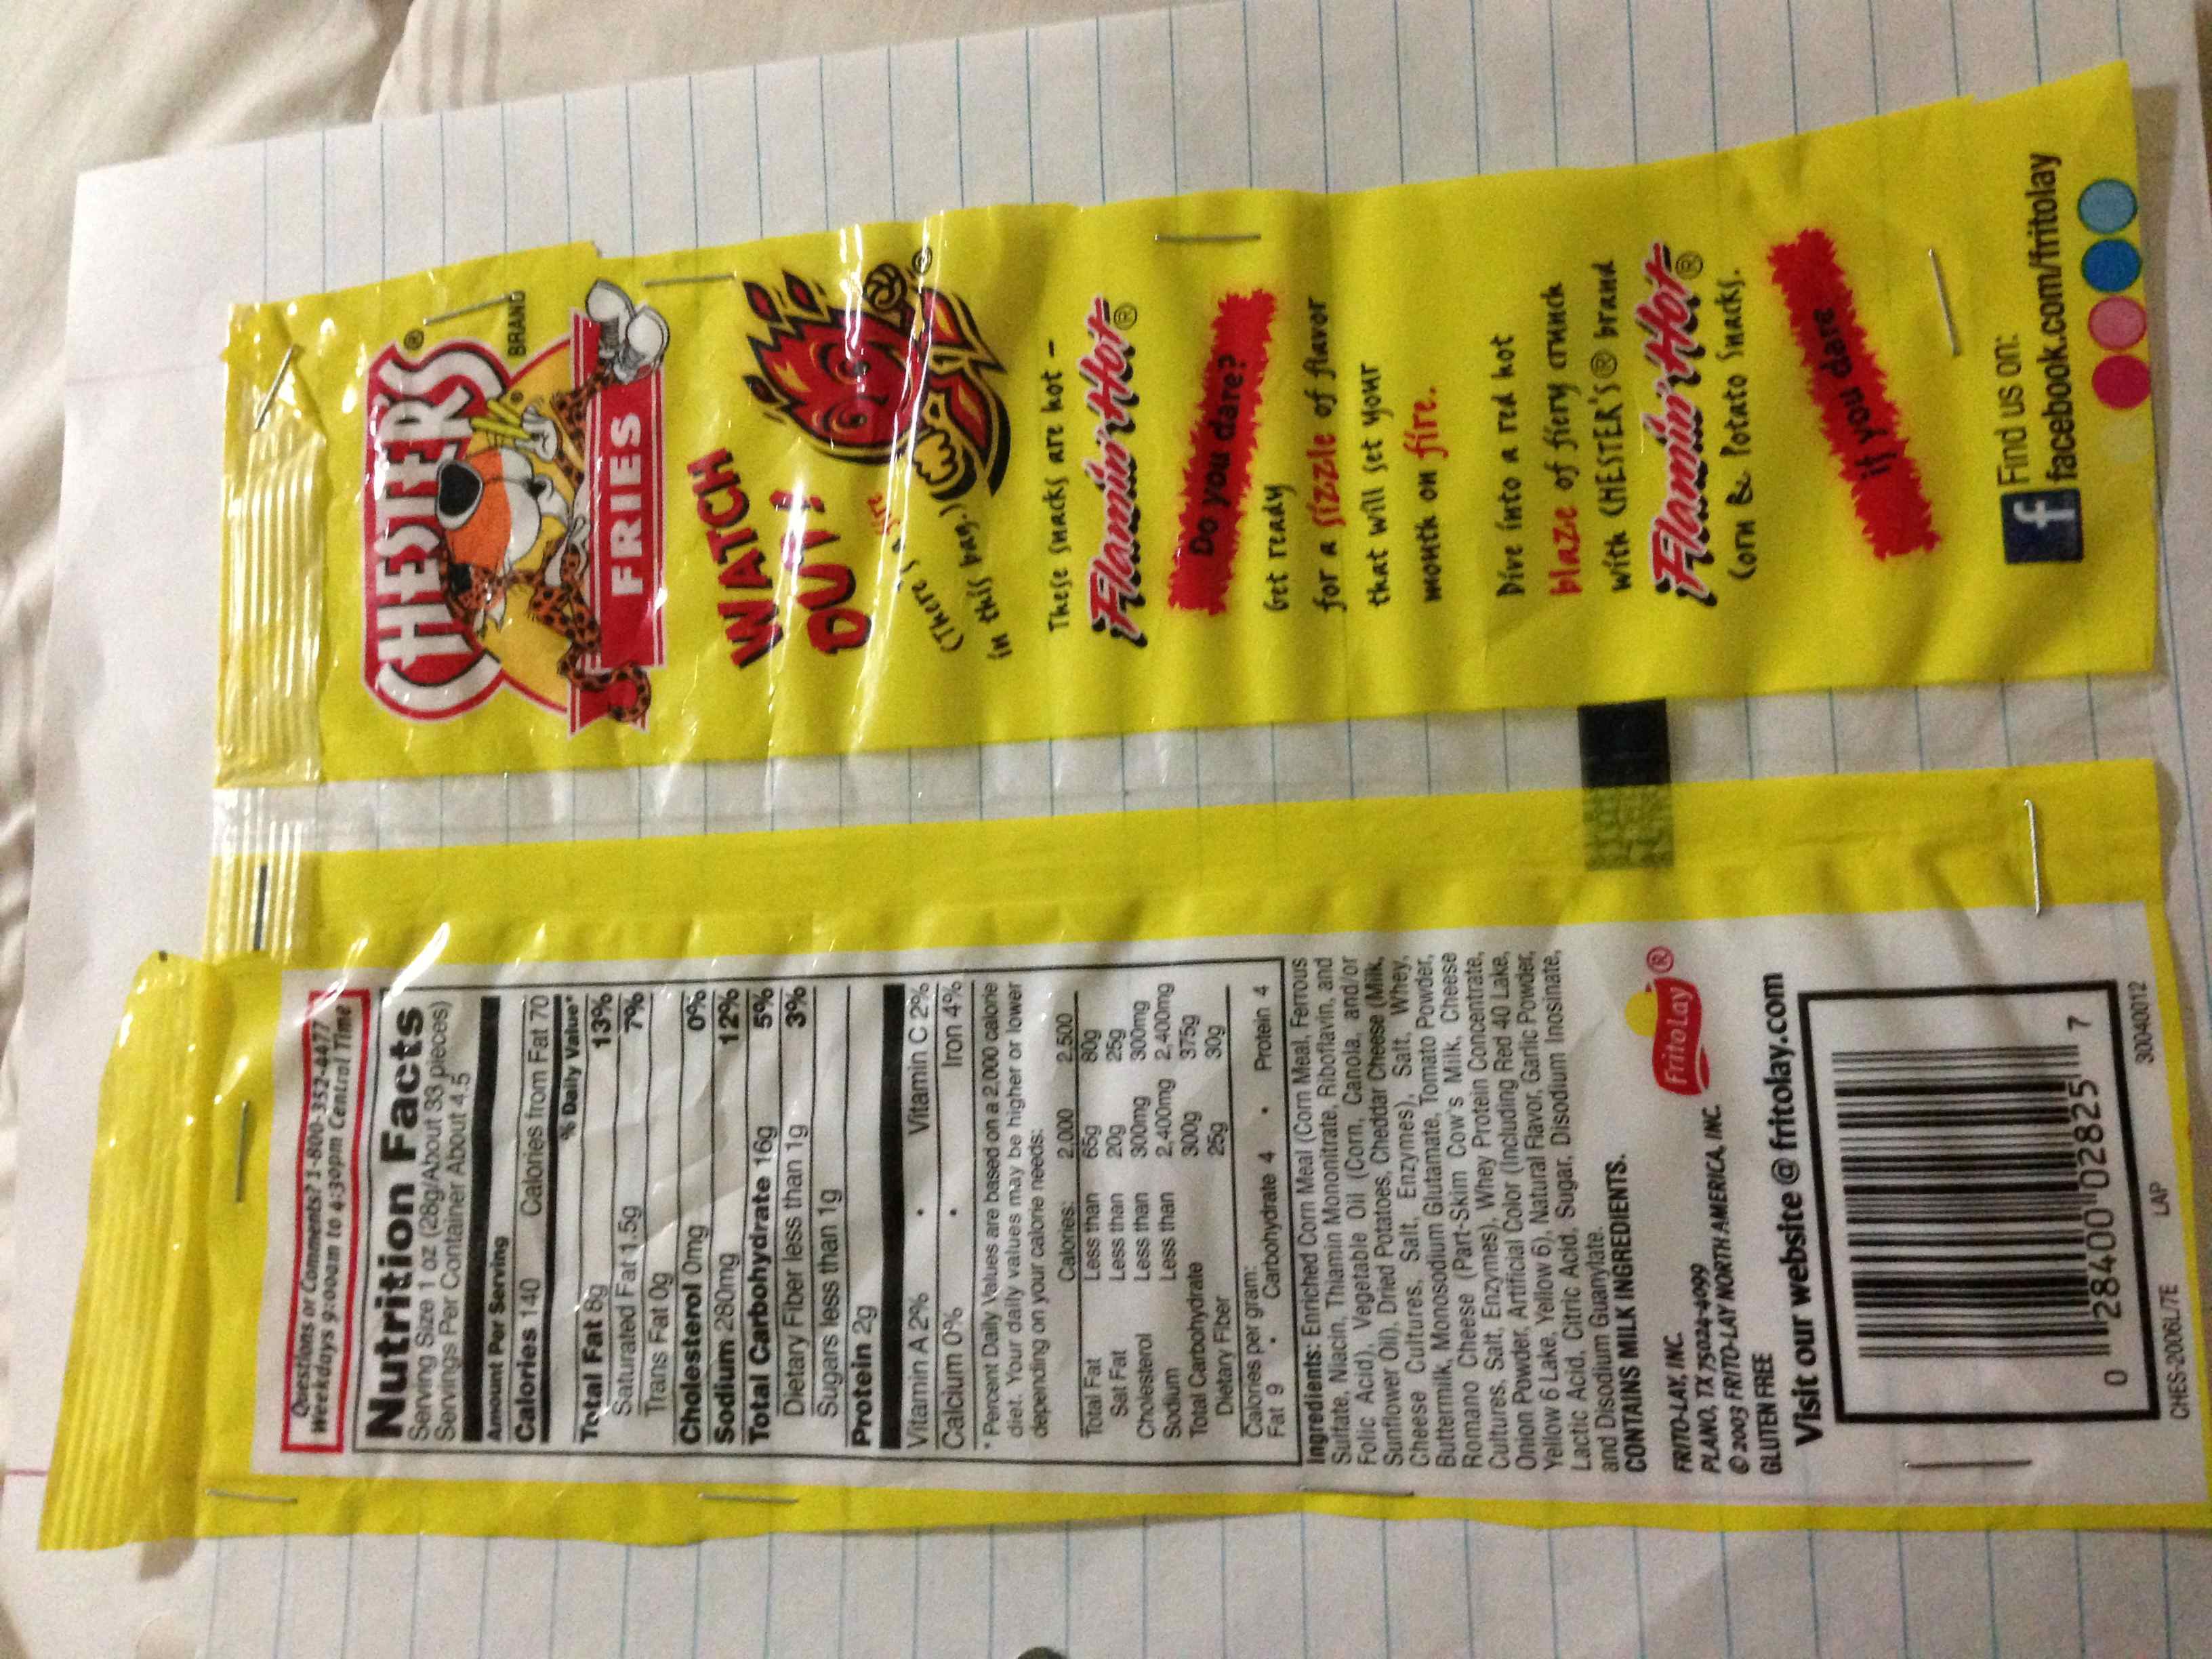 Questions or Comments? 1-800-352-4477
Weekdays 9:00am to 4:30pm Central Time
Nutrition Facts
Serving Size 1 oz (28g/About 33 pieces)
Servings Per Container About 4.5
Amount Per Serving
Calories 140 Calories from Fat 70
% Daily Value*
Total Fat 8g 13%
Saturated Fat 1.5g 7%
Trans Fat 0g
Cholesterol 0mg 0%
Sodium 280mg 12%
Total Carbohydrate 16g 5%
Dietary Fiber less than 1g 3%
Sugars less than 1g
Protein 2g
Vitamin A 2% • Vitamin C 2%
Calcium 0% • Iron 4%
* Percent Daily Values are based on a 2,000 calorie
diet. Your daily values may be higher or lower
depending on your calorie needs:
Calories: 2,000 2,500
Total Fat Less than 65g 80g
Sat Fat Less than 20g 25g
Cholesterol Less than 300mg 300mg
Sodium Less than 2,400mg 2,400mg
Total Carbohydrate 300g 375g
Dietary Fiber 25g 30g
Calories per gram:
Fat 9 • Carbohydrate 4 • Protein 4
Ingredients: Enriched Corn Meal (Corn Meal, Ferrous
Sulfate, Niacin, Thiamin Mononitrate, Riboflavin, and
Folic Acid), Vegetable Oil (Corn, Canola, and/or
Sunflower Oil), Dried Potatoes, Cheddar Cheese (Milk,
Cheese Cultures, Salt, Enzymes), Salt, Whey,
Buttermilk, Monosodium Glutamate, Tomato Powder,
Romano Cheese (Part-Skim Cow's Milk, Cheese
Cultures, Salt, Enzymes), Whey Protein Concentrate,
Onion Powder, Artificial Color (Including Red 40 Lake,
Yellow 6 Lake, Yellow 6), Natural Flavor, Garlic Powder,
Lactic Acid, Citric Acid, Sugar, Disodium Inosinate,
and Disodium Guanylate.
CONTAINS MILK INGREDIENTS.
FRITO-LAY, INC.
PLANO, TX 75024-4099
© 2003 FRITO-LAY NORTH AMERICA, INC.
GLUTEN FREE
FritoLay®
Visit our website @ fritolay.com
0 28400 02825 7
CHES-2006L/7E LAP 30040012
CHESTER'S®
BRAND
FRIES
WATCH
OUT!
(There's a fire
in this bag.)
These snacks are hot –
Flamin' Hot®
Do you dare?
Get ready
for a sizzle of flavor
that will set your
mouth on fire.
Dive into a red hot
blaze of fiery crunch
with CHESTER'S® brand
Flamin' Hot®
Corn & Potato Snacks.
if you dare
f Find us on:
facebook.com/fritolay